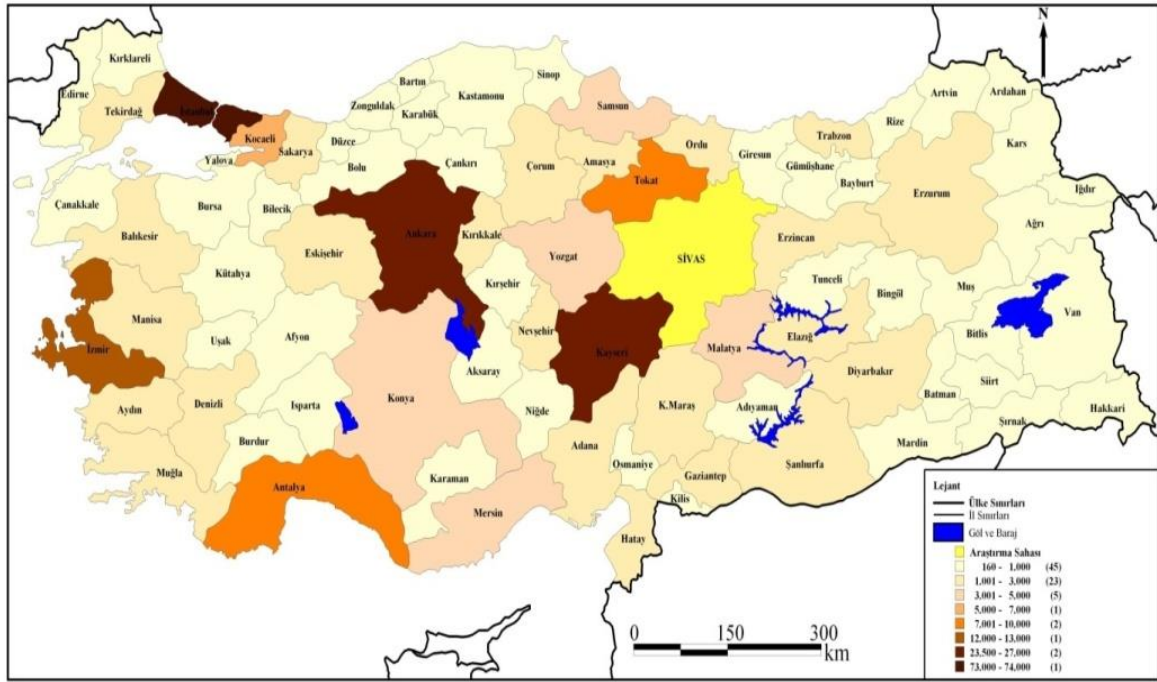 N
Kırklareli
Edirne
Tekirdağ
İstanbul
Kocaeli
Yalova
Sakarya
Düzce
Zonguldak
Bartın
Karabük
Kastamonu
Sinop
Samsun
Bolu
Çankırı
Çorum
Amasya
Tokat
Ordu
Giresun
Gümüşhane
Trabzon
Bayburt
Rize
Artvin
Ardahan
Kars
Iğdır
Erzurum
Ağrı
Çanakkale
Bursa
Bilecik
Balıkesir
Eskişehir
Ankara
Kırıkkale
Yozgat
SİVAS
Erzincan
Tunceli
Bingöl
Muş
Kütahya
Kırşehir
Manisa
Nevşehir
Kayseri
Malatya
Elazığ
Bitlis
Van
İzmir
Uşak
Afyon
Aksaray
Diyarbakır
Batman
Siirt
Hakkari
Şırnak
Aydın
Denizli
Isparta
Konya
Niğde
K.Maraş
Adıyaman
Mardin
Burdur
Adana
Osmaniye
Gaziantep
Şanlıurfa
Muğla
Antalya
Karaman
Mersin
Kilis
Hatay
Lejant
Ülke Sınırları
İl Sınırları
Göl ve Baraj
Araştırma Sahası
160 - 1,000 (45)
1,001 - 3,000 (23)
3,001 - 5,000 (5)
5,000 - 7,000 (1)
7,001 - 10,000 (2)
12,000 - 13,000 (1)
23,500 - 27,000 (2)
73,000 - 74,000 (1)
0 150 300
km